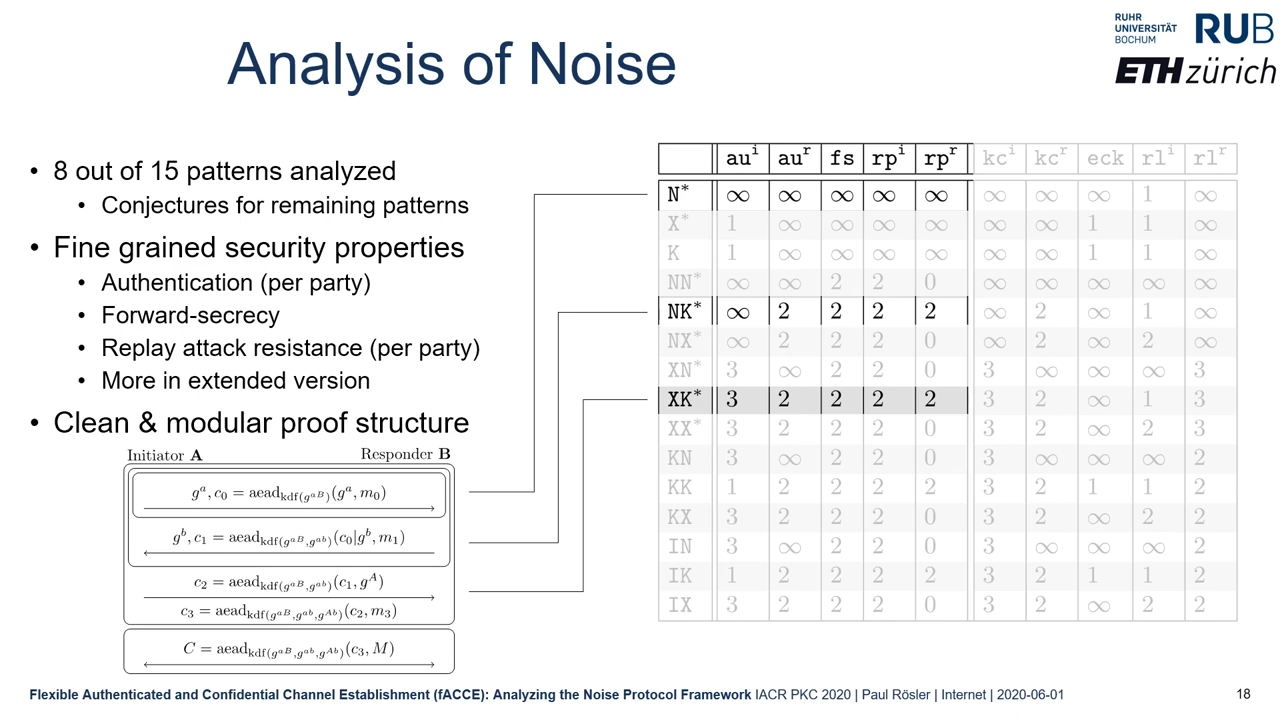 Analysis of Noise
RUHR
UNIVERSITÄT
BOCHUM
RUB
ETH zürich
• 8 out of 15 patterns analyzed
• Conjectures for remaining patterns
• Fine grained security properties
• Authentication (per party)
• Forward-secrecy
• Replay attack resistance (per party)
• More in extended version
• Clean & modular proof structure
Initiator A Responder B
g^a, c_0 = aead_{kdf(g^{aB})}(g^a, m_0)
g^b, c_1 = aead_{kdf(g^{aB}, g^{ab})}(c_0|g^b, m_1)
c_2 = aead_{kdf(g^{aB}, g^{ab})}(c_1, g^A)
c_3 = aead_{kdf(g^{aB}, g^{ab}, g^{Ab})}(c_2, m_3)
C = aead_{kdf(g^{aB}, g^{ab}, g^{Ab})}(c_3, M)
au^i au^r fs rp^i rp^r kc^i kc^r eck rl^i rl^r
N* ∞ ∞ ∞ ∞ ∞ ∞ ∞ ∞ 1 ∞
X* 1 ∞ ∞ ∞ ∞ ∞ ∞ 1 1 ∞
K 1 ∞ ∞ ∞ ∞ ∞ ∞ 1 1 ∞
NN* ∞ ∞ 2 2 0 ∞ ∞ ∞ ∞ ∞
NK* ∞ 2 2 2 2 ∞ 2 ∞ 1 ∞
NX* ∞ 2 2 2 0 ∞ 2 ∞ 2 ∞
XN* 3 ∞ 2 2 0 3 ∞ ∞ ∞ 3
XK* 3 2 2 2 2 3 2 ∞ 1 3
XX* 3 2 2 2 0 3 2 ∞ 2 3
KN 3 ∞ 2 2 0 3 ∞ ∞ ∞ 2
KK 1 2 2 2 2 3 2 1 1 2
KX 3 2 2 2 0 3 2 ∞ 2 2
IN 3 ∞ 2 2 0 3 ∞ ∞ ∞ 2
IK 1 2 2 2 2 3 2 1 1 2
IX 3 2 2 2 0 3 2 ∞ 2 2
Flexible Authenticated and Confidential Channel Establishment (fACCE): Analyzing the Noise Protocol Framework IACR PKC 2020 | Paul Rösler | Internet | 2020-06-01 18